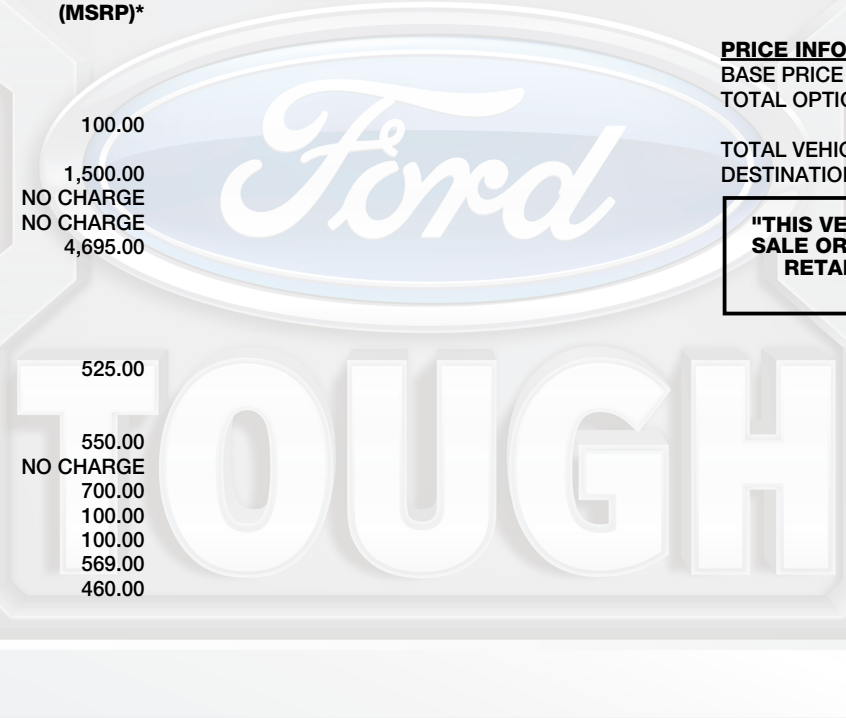 (MSRP)*
100.00
1,500.00
NO CHARGE
NO CHARGE
4,695.00
525.00
550.00
NO CHARGE
700.00
100.00
100.00
569.00
460.00
PRICE INFO
BASE PRICE
TOTAL OPTIO
TOTAL VEHIC
DESTINATION
"THIS VE
SALE OR
RETAI
Ford
TOUGH